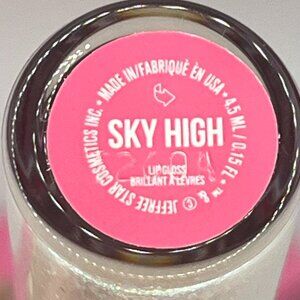 MADE IN/FABRIQUÉ EN USA • 4.5 ML / 0.15 FL. •
™ & © JEFFREE STAR COSMETICS INC. •
SKY HIGH
LIP GLOSS
BRILLANT À LÈVRES